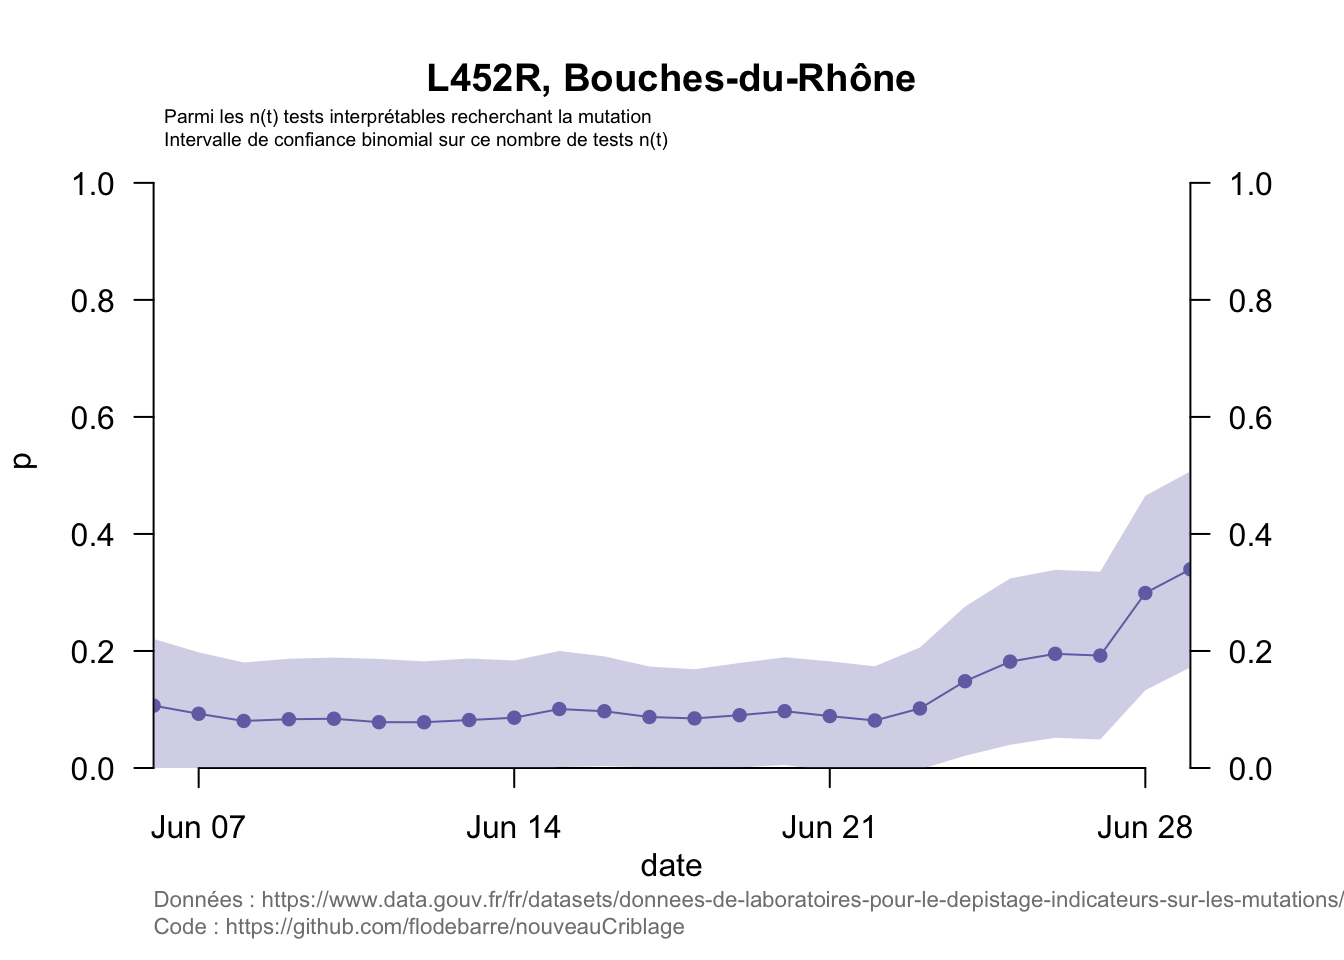 L452R, Bouches-du-Rhône
Parmi les n(t) tests interprétables recherchant la mutation
Intervalle de confiance binomial sur ce nombre de tests n(t)
1.0
0.8
0.6
0.4
0.2
0.0
p
1.0
0.8
0.6
0.4
0.2
0.0
Jun 07 Jun 14 Jun 21 Jun 28
date
Données : https://www.data.gouv.fr/fr/datasets/donnees-de-laboratoires-pour-le-depistage-indicateurs-sur-les-mutations/
Code : https://github.com/flodebarre/nouveauCriblage